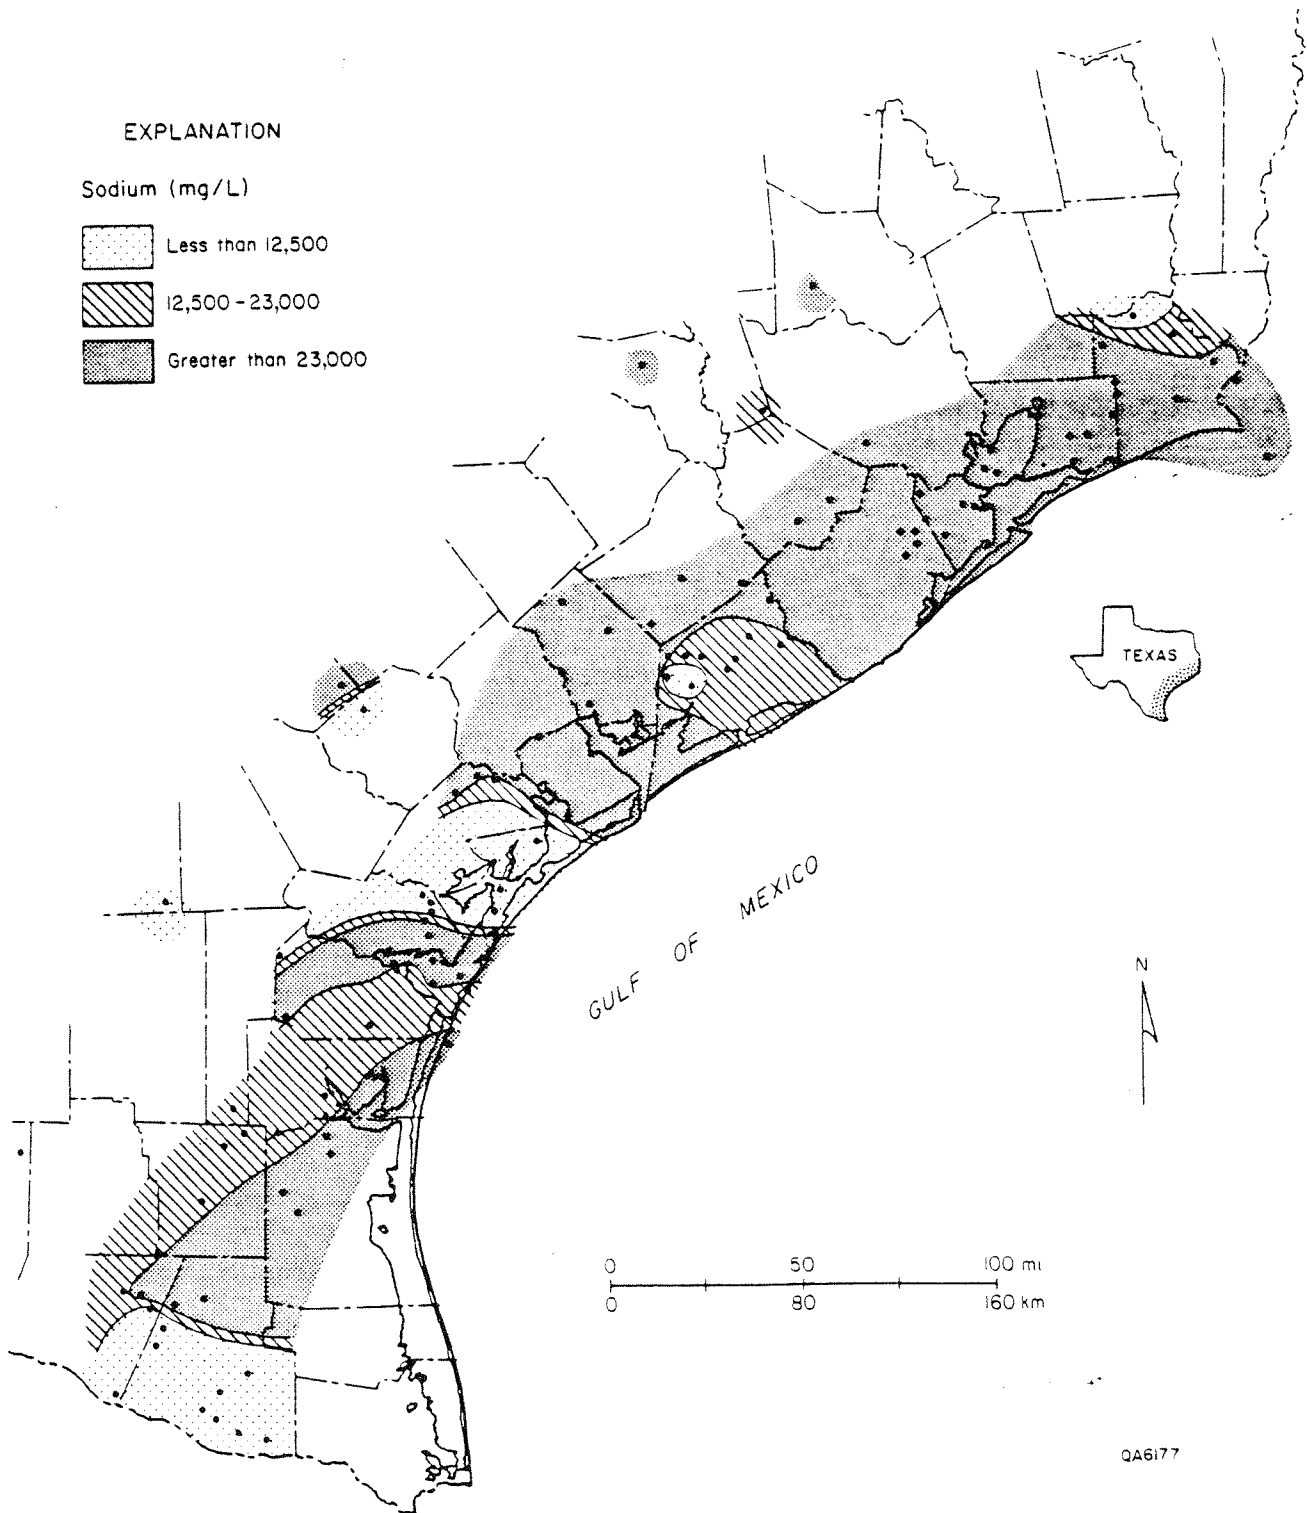 EXPLANATION
Sodium (mg/L)
Less than 12,500
12,500-23,000
Greater than 23,000
TEXAS
GULF OF MEXICO
N
0 50 100 mi
0 80 160 km
QA6177